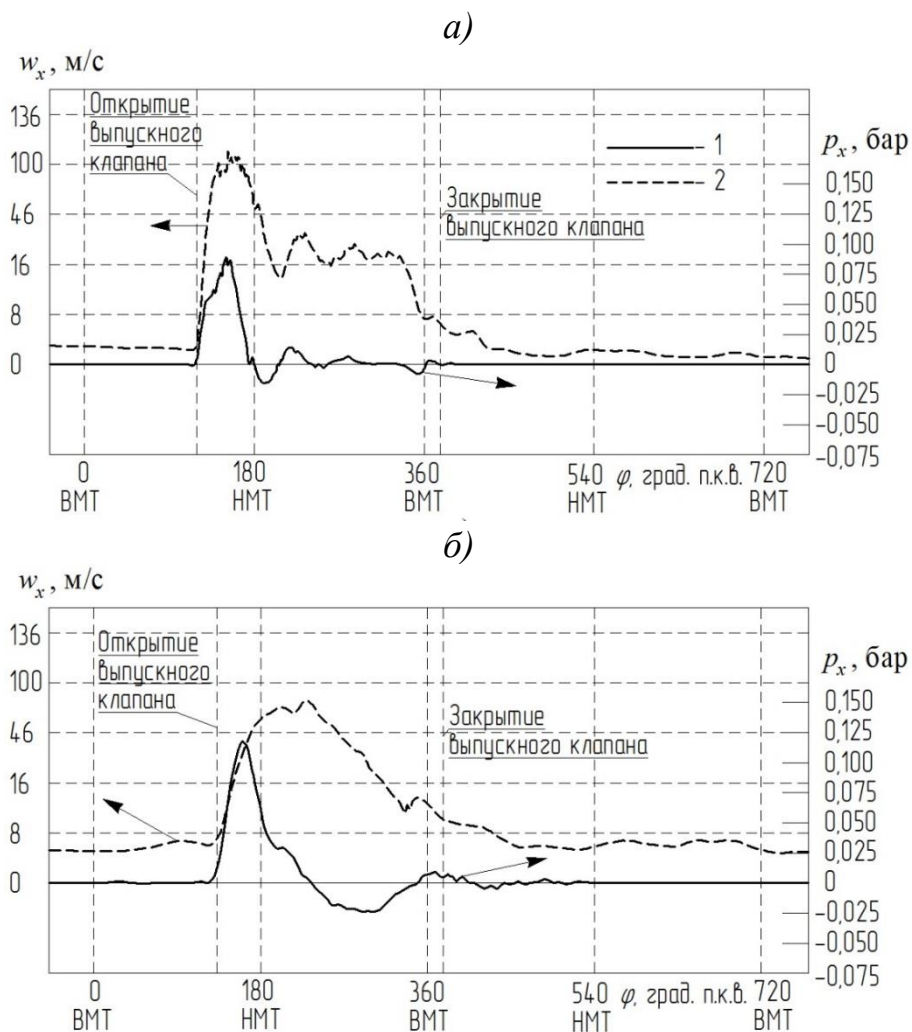 а)
w_x, м/с
136
100
46
16
8
0
Открытие
выпускного
клапана
1
2
Закрытие
выпускного клапана
p_x, бар
0,150
0,125
0,100
0,075
0,050
0,025
0
–0,025
–0,050
–0,075
0 180 360 540 φ, град. п.к.в. 720
ВМТ НМТ ВМТ НМТ ВМТ
б)
w_x, м/с
136
100
46
16
8
0
Открытие
выпускного
клапана
Закрытие
выпускного клапана
p_x, бар
0,150
0,125
0,100
0,075
0,050
0,025
0
–0,025
–0,050
–0,075
0 180 360 540 φ, град. п.к.в. 720
ВМТ НМТ ВМТ НМТ ВМТ